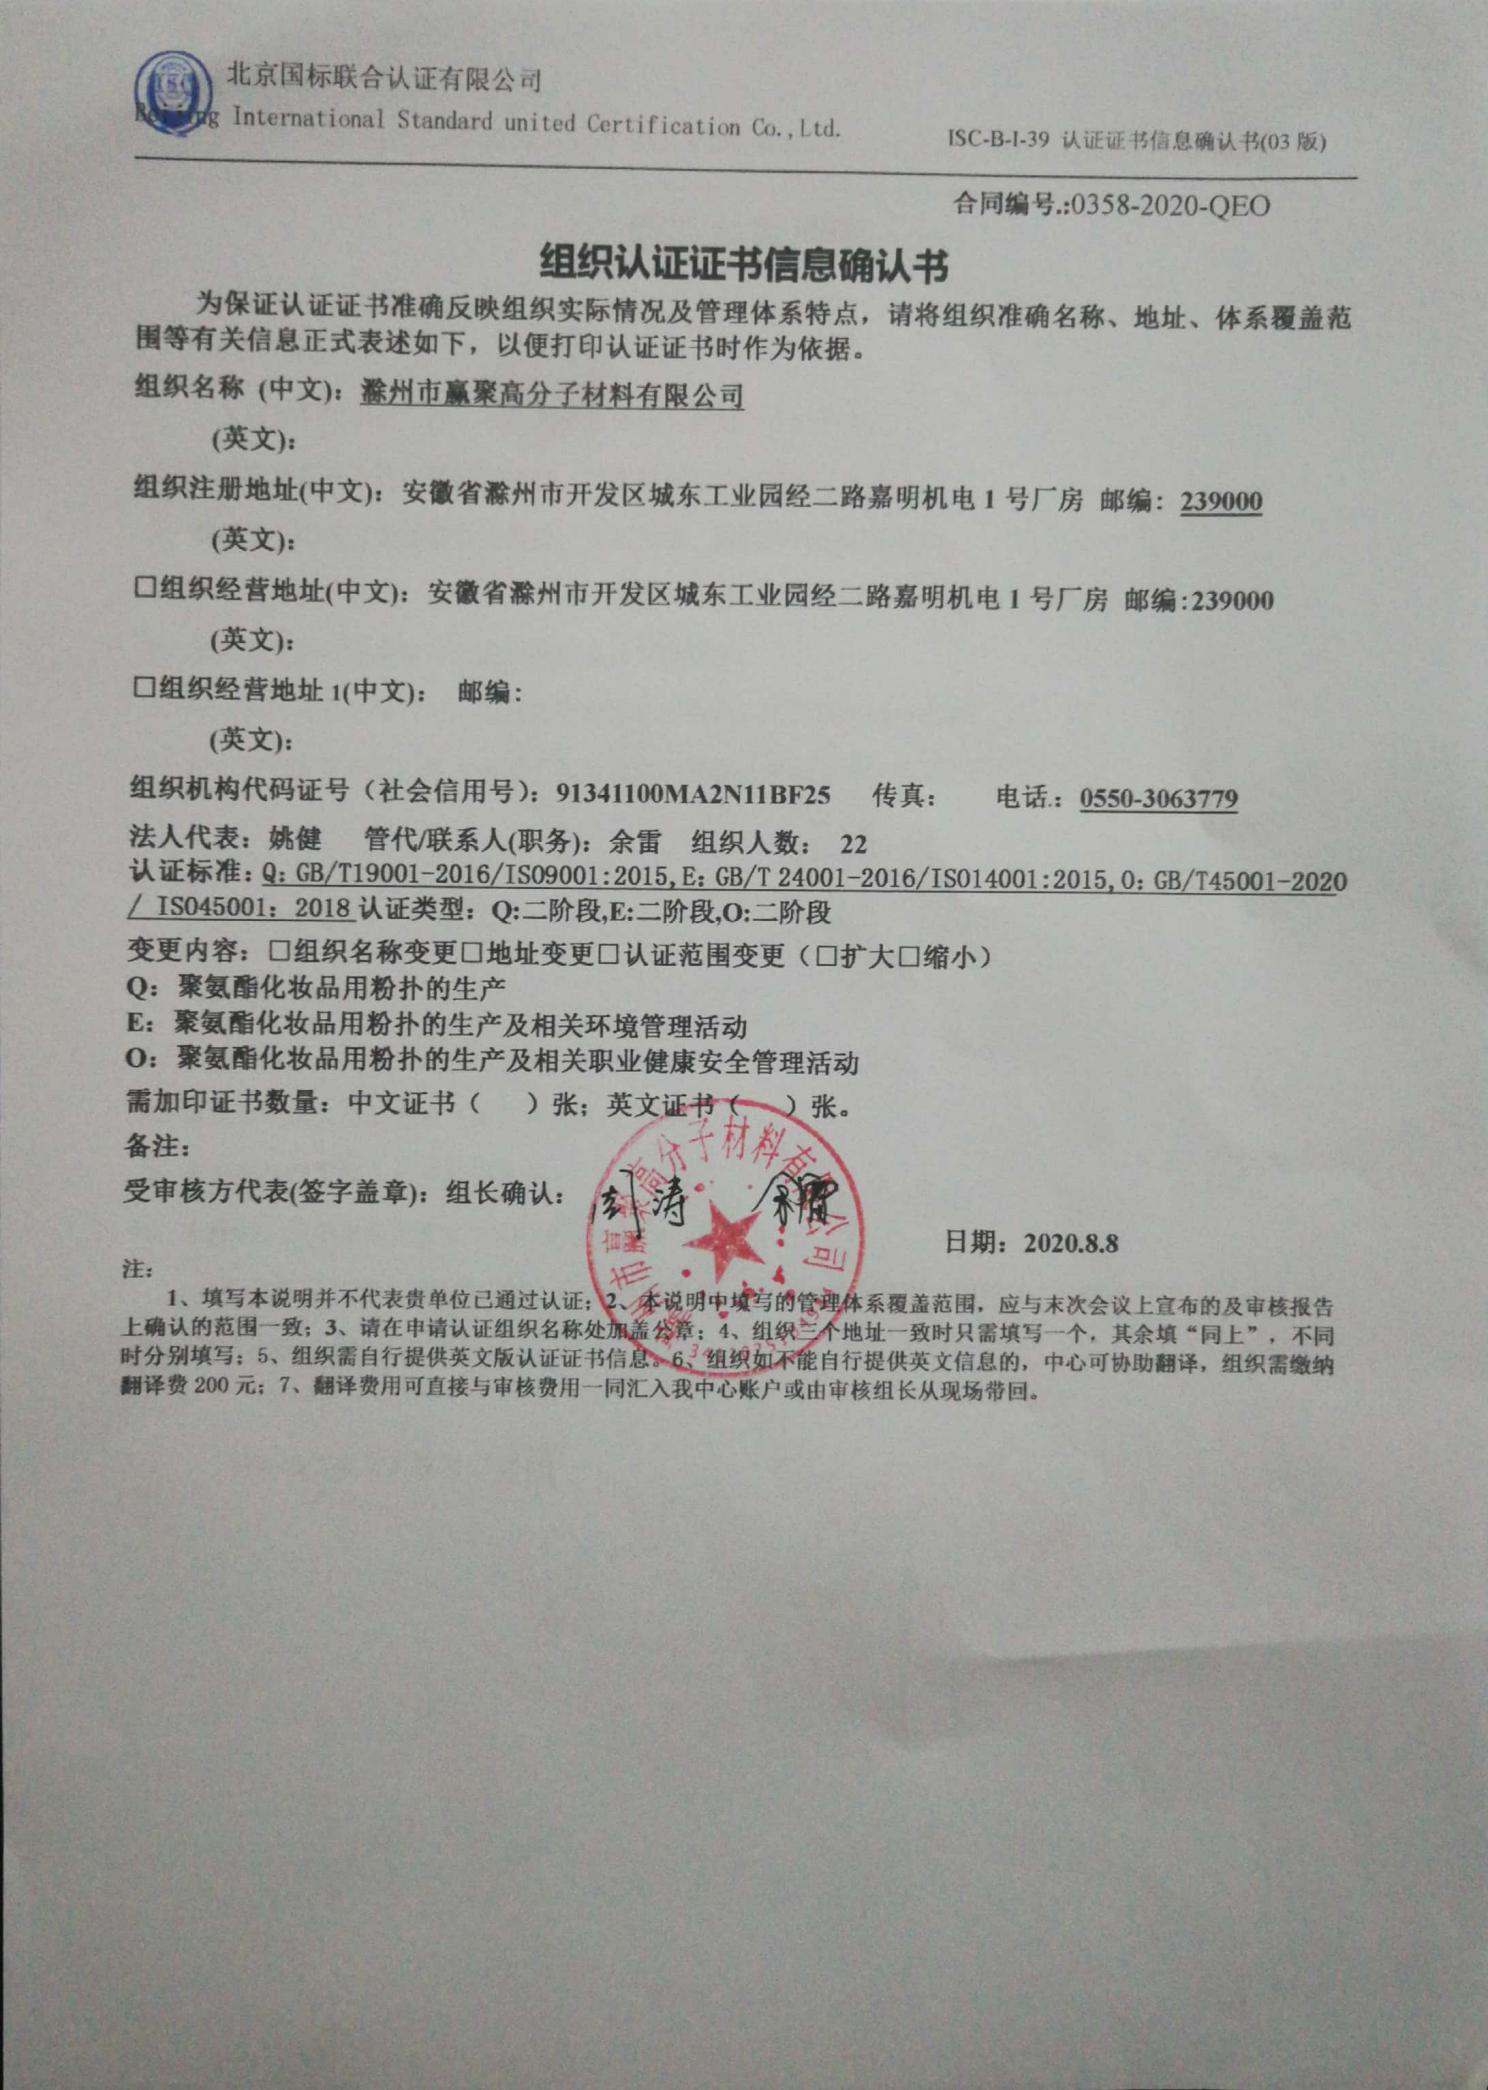 北京国标联合认证有限公司
Beijing International Standard united Certification Co.,Ltd.
ISC-B-I-39 认证证书信息确认书(03 版)
合同编号.:0358-2020-QEO
组织认证证书信息确认书
为保证认证证书准确反映组织实际情况及管理体系特点，请将组织准确名称、地址、体系覆盖范
围等有关信息正式表述如下，以便打印认证证书时作为依据。
组织名称 (中文)：滁州市赢聚高分子材料有限公司
(英文)：
组织注册地址(中文)：安徽省滁州市开发区城东工业园经二路嘉明机电 1 号厂房 邮编：239000
(英文)：
□组织经营地址(中文)：安徽省滁州市开发区城东工业园经二路嘉明机电 1 号厂房 邮编:239000
(英文)：
□组织经营地址 1(中文)： 邮编：
(英文)：
组织机构代码证号（社会信用号)：91341100MA2N11BF25 传真： 电话.：0550-3063779
法人代表：姚健 管代/联系人(职务)：余雷 组织人数： 22
认证标准：Q：GB/T19001-2016/ISO9001:2015,E：GB/T 24001-2016/ISO14001:2015,O：GB/T45001-2020
/ ISO45001：2018 认证类型：Q:二阶段,E:二阶段,O:二阶段
变更内容：□组织名称变更□地址变更□认证范围变更（□扩大□缩小）
Q：聚氨酯化妆品用粉扑的生产
E：聚氨酯化妆品用粉扑的生产及相关环境管理活动
O：聚氨酯化妆品用粉扑的生产及相关职业健康安全管理活动
需加印证书数量：中文证书（ ）张；英文证书（ ）张。
备注：
受审核方代表(签字盖章)：组长确认：
滁州市赢聚高分子材料有限公司
日期：2020.8.8
注：
1、填写本说明并不代表贵单位已通过认证；2、本说明中填写的管理体系覆盖范围，应与末次会议上宣布的及审核报告
上确认的范围一致；3、请在申请认证组织名称处加盖公章；4、组织三个地址一致时只需填写一个，其余填“同上”，不同
时分别填写；5、组织需自行提供英文版认证证书信息。6、组织如不能自行提供英文信息的，中心可协助翻译，组织需缴纳
翻译费 200 元；7、翻译费用可直接与审核费用一同汇入我中心账户或由审核组长从现场带回。